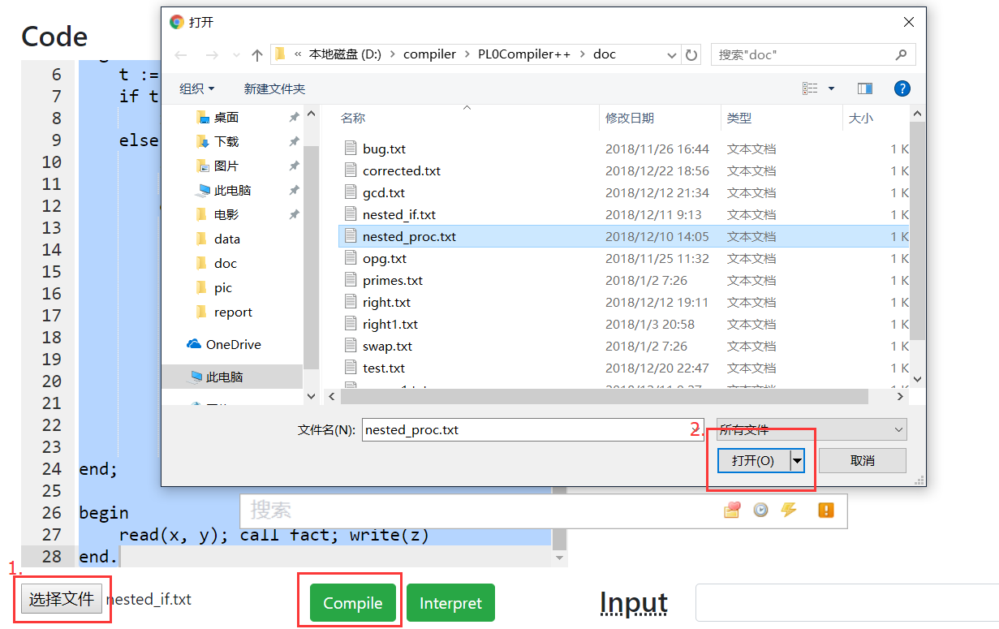 Code
6 t :=
7 if t
8
9 else
10
11
12
13
14
15
16
17
18
19
20
21
22
23
24 end;
25
26 begin
27 read(x, y); call fact; write(z)
28 end.
打开
« 本地磁盘 (D:) › compiler › PL0Compiler++ › doc
搜索"doc"
组织 新建文件夹
桌面
下载
图片
此电脑
电影
data
doc
pic
report
OneDrive
此电脑
名称 修改日期 类型 大小
bug.txt 2018/11/26 16:44 文本文档 1 K
corrected.txt 2018/12/22 18:56 文本文档 1 K
gcd.txt 2018/12/12 21:34 文本文档 1 K
nested_if.txt 2018/12/11 9:13 文本文档 1 K
nested_proc.txt 2018/12/10 14:05 文本文档 1 K
opg.txt 2018/11/25 11:32 文本文档 1 K
primes.txt 2018/1/2 7:26 文本文档 1 K
right.txt 2018/12/12 19:11 文本文档 1 K
right1.txt 2018/1/3 20:58 文本文档 1 K
swap.txt 2018/1/2 7:26 文本文档 1 K
test.txt 2018/12/20 22:47 文本文档 1 K
文件名(N): nested_proc.txt 所有文件
2.
打开(O) 取消
搜索
1.
选择文件 nested_if.txt Compile Interpret Input